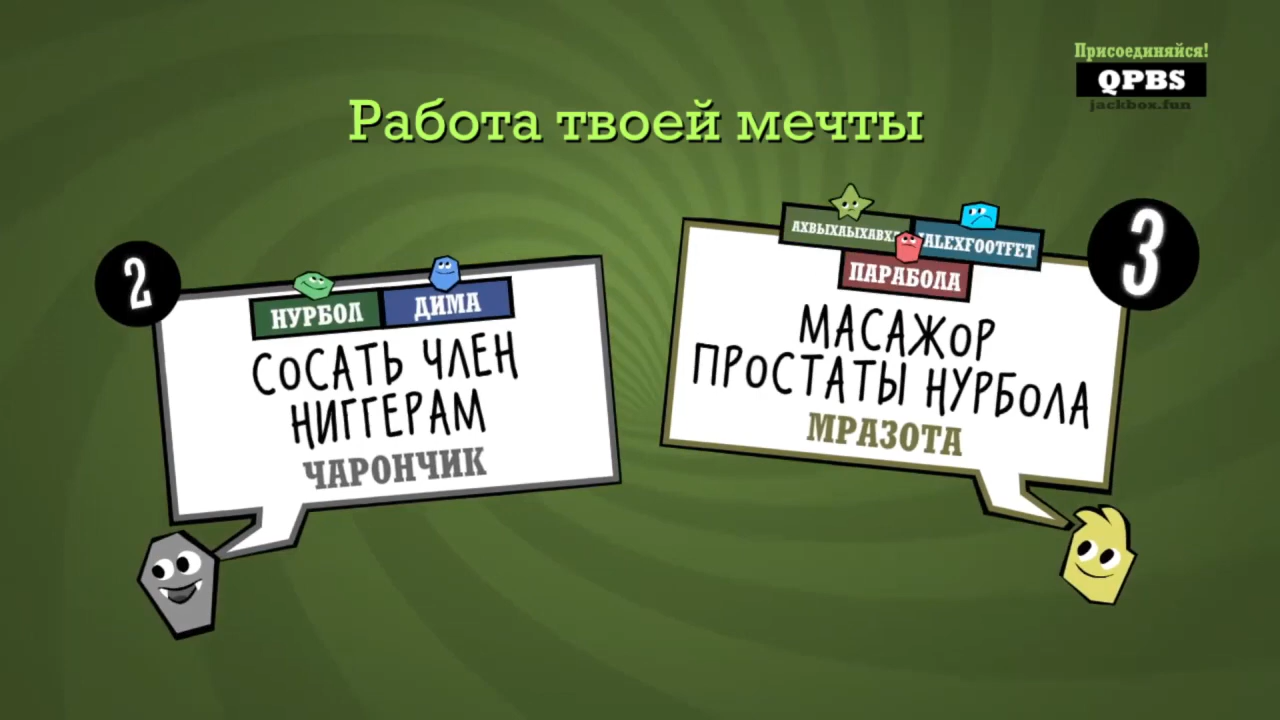 Присоединяйся!
QPBS
jackbox.fun
Работа твоей мечты
2
НУРБОЛ
ДИМА
СОСАТЬ ЧЛЕН
НИГГЕРАМ
ЧАРОНЧИК
3
ALEXFOOTFET
ПАРАБОЛА
МАСАЖОР
ПРОСТАТЫ НУРБОЛА
МРАЗОТА